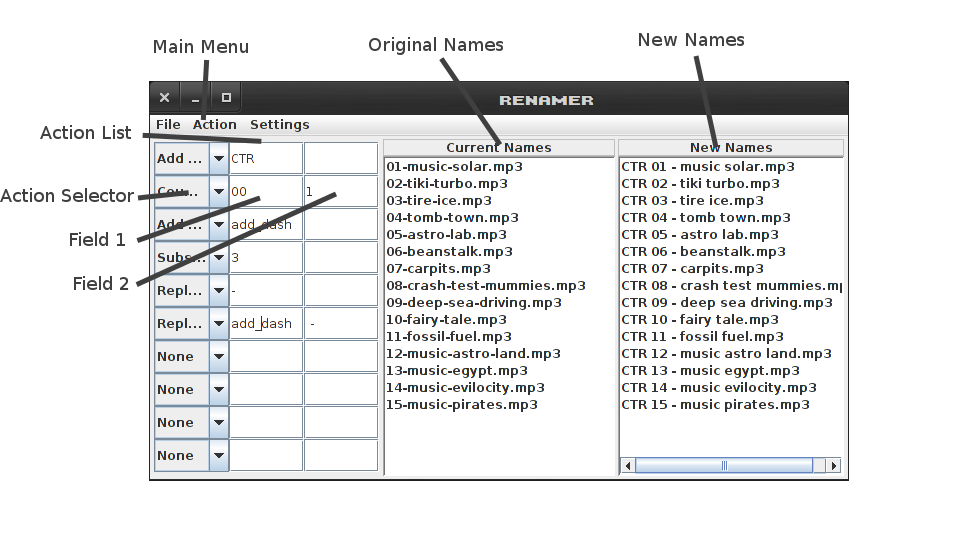 Main Menu
Original Names
New Names
RENAMER
File Action Settings
Action List
Current Names
New Names
Add ... CTR
Cou... 00 1
Action Selector
Add ... add_dash
Field 1
Subs... 3
Field 2
Repl... -
Repl... add_dash -
None
None
None
None
01-music-solar.mp3
02-tiki-turbo.mp3
03-tire-ice.mp3
04-tomb-town.mp3
05-astro-lab.mp3
06-beanstalk.mp3
07-carpits.mp3
08-crash-test-mummies.mp3
09-deep-sea-driving.mp3
10-fairy-tale.mp3
11-fossil-fuel.mp3
12-music-astro-land.mp3
13-music-egypt.mp3
14-music-evilocity.mp3
15-music-pirates.mp3
CTR 01 - music solar.mp3
CTR 02 - tiki turbo.mp3
CTR 03 - tire ice.mp3
CTR 04 - tomb town.mp3
CTR 05 - astro lab.mp3
CTR 06 - beanstalk.mp3
CTR 07 - carpits.mp3
CTR 08 - crash test mummies.mp
CTR 09 - deep sea driving.mp3
CTR 10 - fairy tale.mp3
CTR 11 - fossil fuel.mp3
CTR 12 - music astro land.mp3
CTR 13 - music egypt.mp3
CTR 14 - music evilocity.mp3
CTR 15 - music pirates.mp3